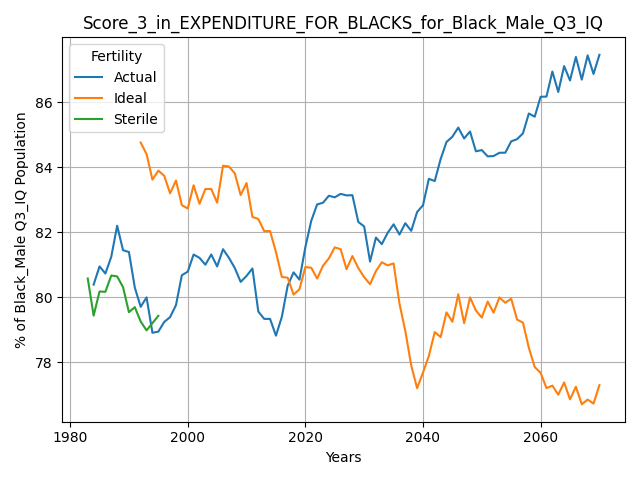 Score_3_in_EXPENDITURE_FOR_BLACKS_for_Black_Male_Q3_IQ
Fertility
Actual
Ideal
Sterile
86
84
82
80
78
% of Black_Male Q3_IQ Population
1980
2000
2020
2040
2060
Years